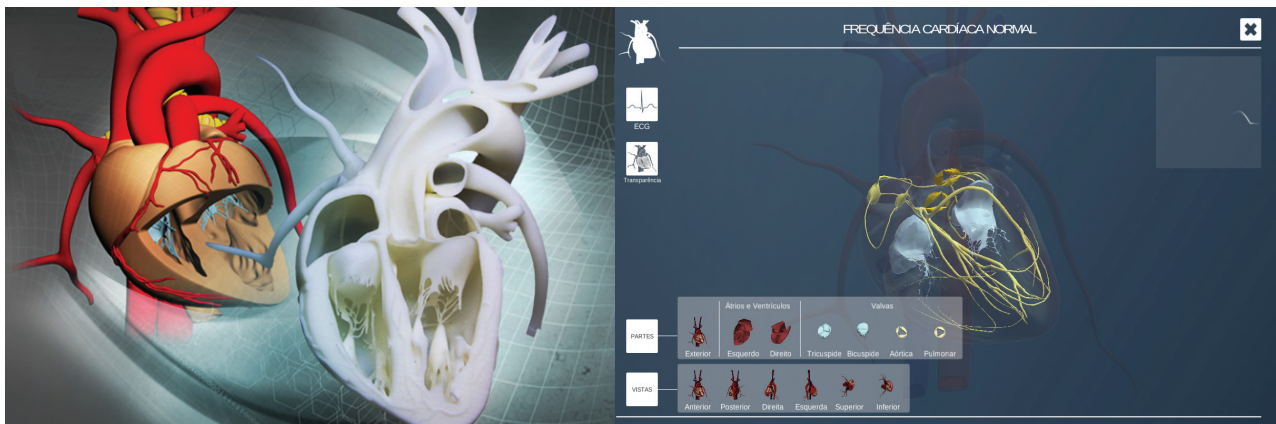 FREQUÊNCIA CARDÍACA NORMAL
ECG
Transparência
PARTES
Átrios e Ventrículos
Valvas
Exterior
Esquerdo
Direito
Tricuspide
Bicuspide
Aórtica
Pulmonar
VISTAS
Anterior
Posterior
Direita
Esquerda
Superior
Inferior